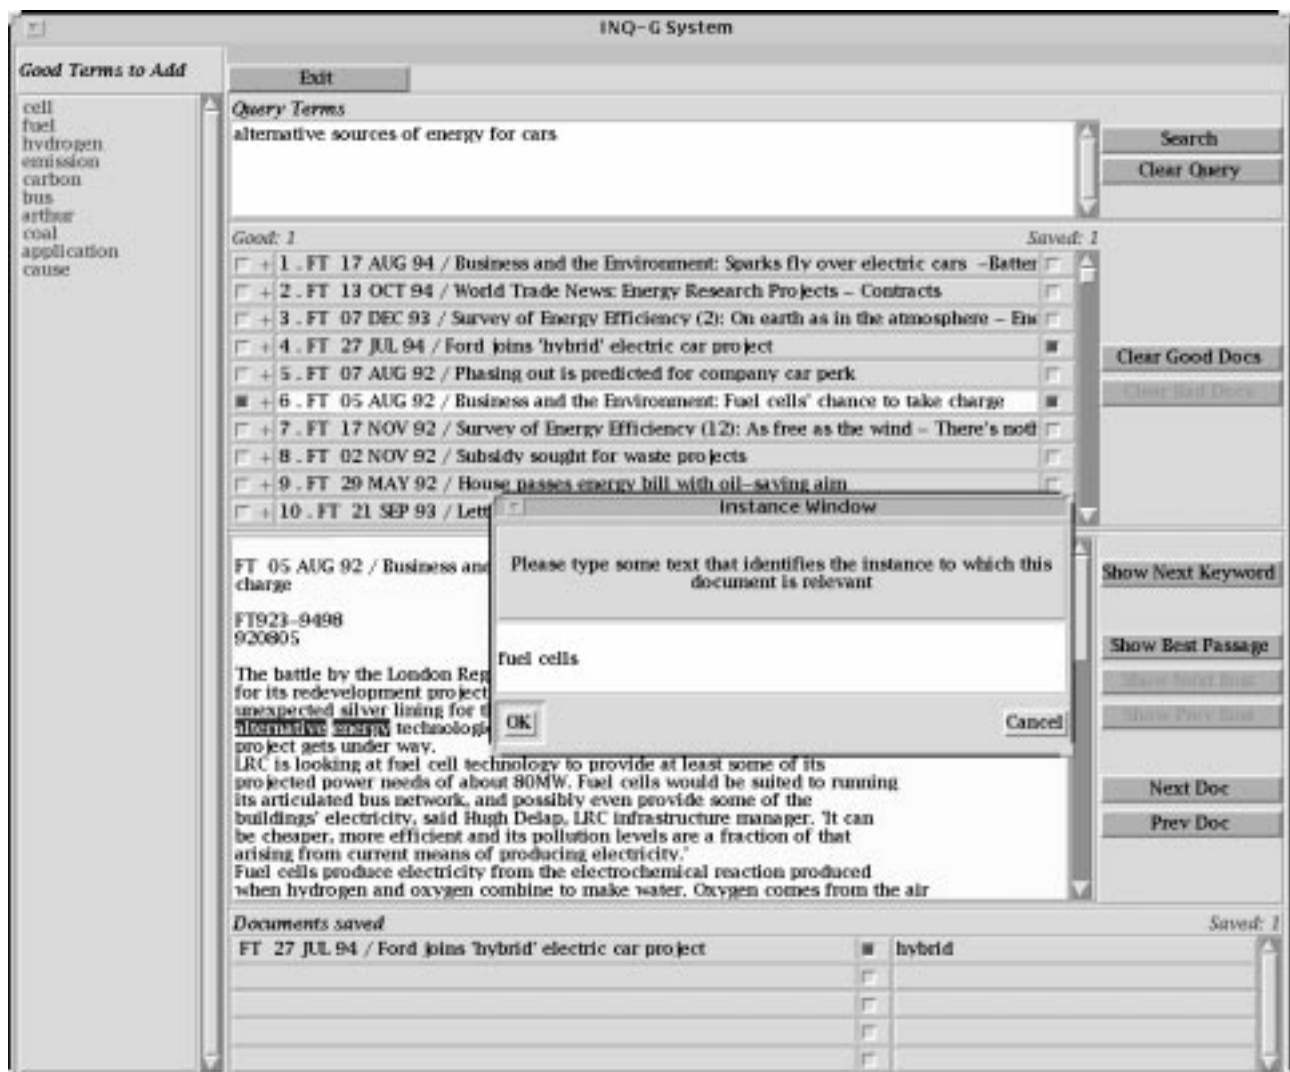 INQ-G System
Good Terms to Add
cell
fuel
hydrogen
emission
carbon
bus
arthur
coal
application
cause
Exit
Query Terms
alternative sources of energy for cars
Search
Clear Query
Good: 1 Saved: 1
+ 1 . FT 17 AUG 94 / Business and the Environment: Sparks fly over electric cars -Batter
+ 2 . FT 13 OCT 94 / World Trade News: Energy Research Projects - Contracts
+ 3 . FT 07 DEC 93 / Survey of Energy Efficiency (2): On earth as in the atmosphere - Ene
+ 4 . FT 27 JUL 94 / Ford joins 'hybrid' electric car project
+ 5 . FT 07 AUG 92 / Phasing out is predicted for company car perk
+ 6 . FT 05 AUG 92 / Business and the Environment: Fuel cells' chance to take charge
+ 7 . FT 17 NOV 92 / Survey of Energy Efficiency (12): As free as the wind - There's noth
+ 8 . FT 02 NOV 92 / Subsidy sought for waste projects
+ 9 . FT 29 MAY 92 / House passes energy bill with oil-saving aim
+ 10 . FT 21 SEP 93 / Lett
Clear Good Docs
Clear Bad Docs
Instance Window
Please type some text that identifies the instance to which this
document is relevant
fuel cells
OK Cancel
FT 05 AUG 92 / Business and
charge
FT923-9498
920805
The battle by the London Reg
for its redevelopment project
unexpected silver lining for t
alternative energy technologi
project gets under way.
LRC is looking at fuel cell technology to provide at least some of its
projected power needs of about 80MW. Fuel cells would be suited to running
its articulated bus network, and possibly even provide some of the
buildings' electricity, said Hugh Delap, LRC infrastructure manager. 'It can
be cheaper, more efficient and its pollution levels are a fraction of that
arising from current means of producing electricity.'
Fuel cells produce electricity from the electrochemical reaction produced
when hydrogen and oxygen combine to make water. Oxygen comes from the air
Show Next Keyword
Show Best Passage
Show Next Best
Show Prev Best
Next Doc
Prev Doc
Documents saved Saved: 1
FT 27 JUL 94 / Ford joins 'hybrid' electric car project hybrid